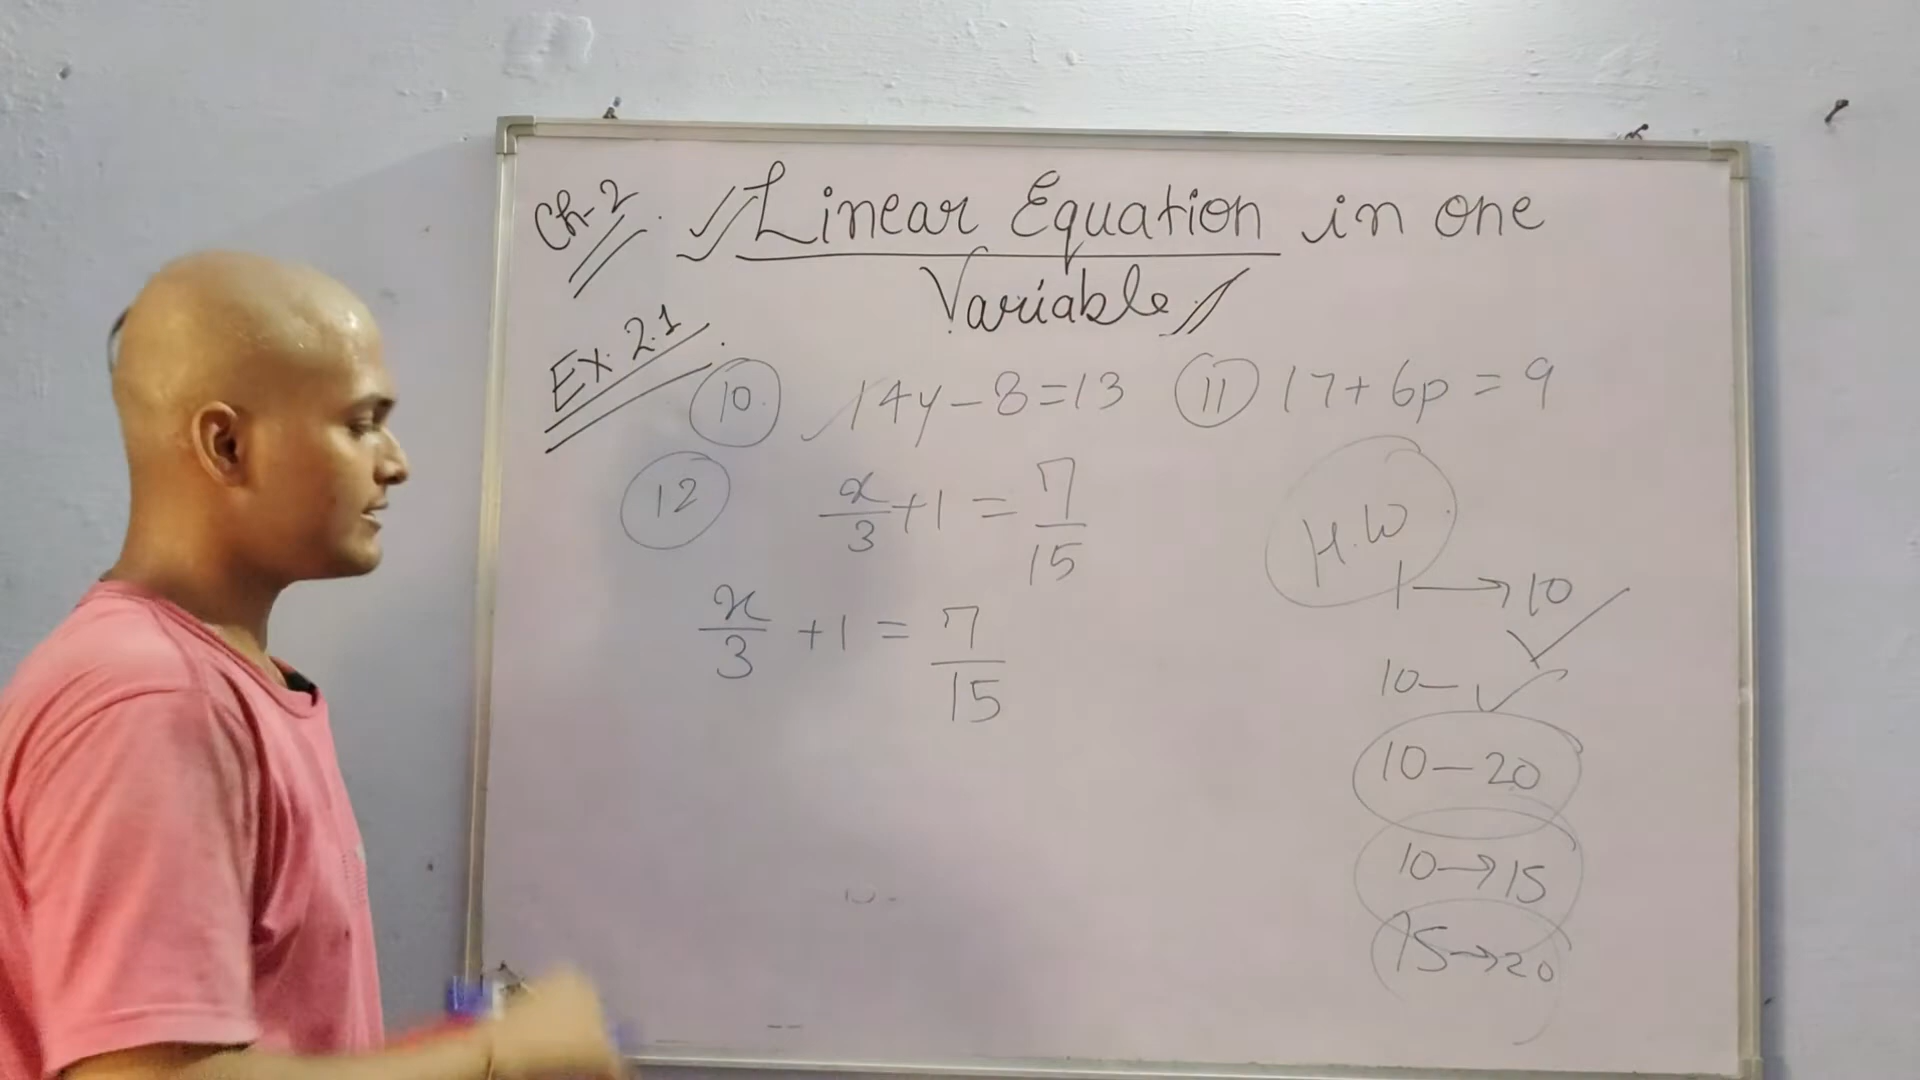 Ch-2 Linear Equation in one
Variable
Ex. 2.1
10 14y-8=13 11 17+6p=9
12 x/3+1=7/15
x/3+1=7/15
H.W
1→10
10-
10-20
10→15
15→20